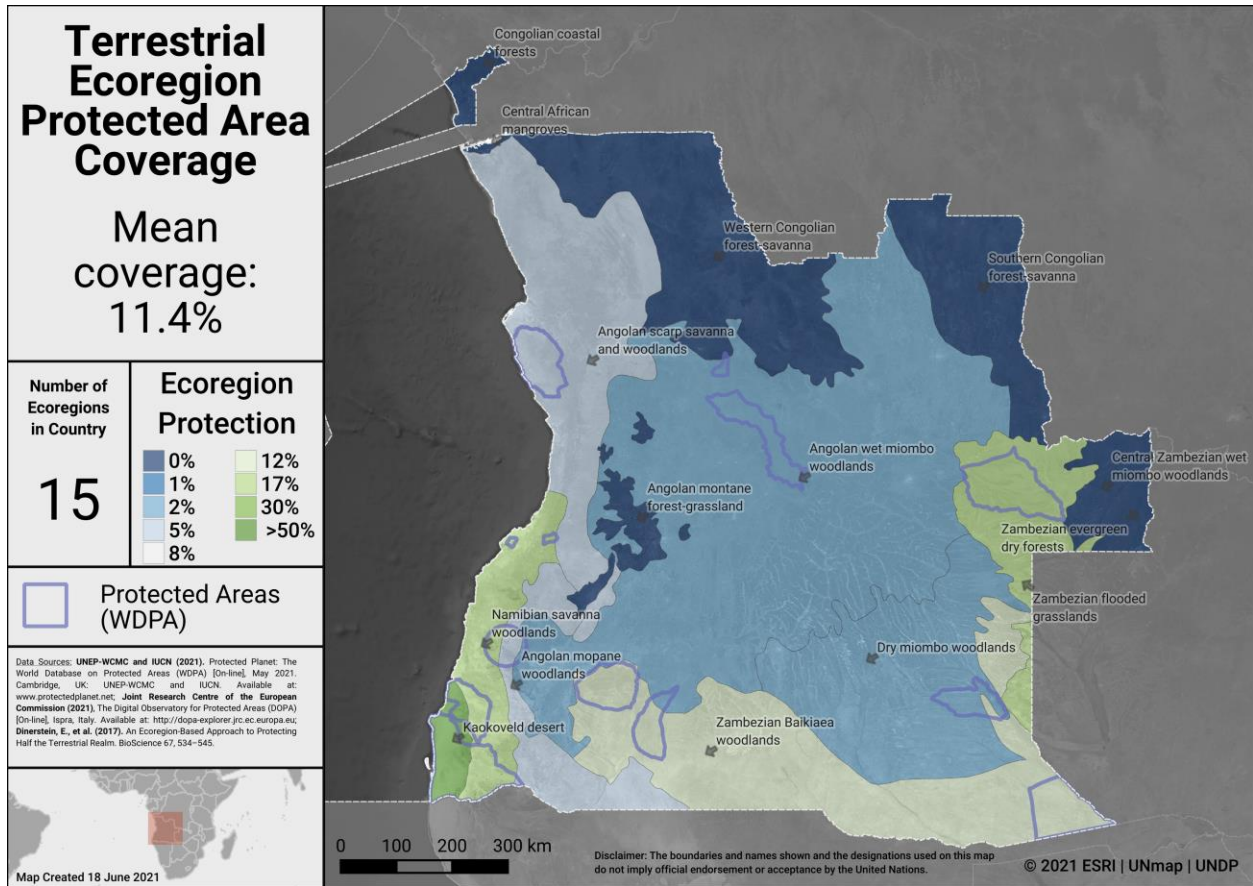 Terrestrial
Ecoregion
Protected Area
Coverage
Mean
coverage:
11.4%
Number of
Ecoregions
in Country
15
Ecoregion
Protection
0%
1%
2%
5%
8%
12%
17%
30%
>50%
Protected Areas
(WDPA)
Data Sources: UNEP-WCMC and IUCN (2021). Protected Planet: The
World Database on Protected Areas (WDPA) [On-line], May 2021.
Cambridge, UK: UNEP-WCMC and IUCN. Available at:
www.protectedplanet.net; Joint Research Centre of the European
Commission (2021), The Digital Observatory for Protected Areas (DOPA)
[On-line], Ispra, Italy. Available at: http://dopa-explorer.jrc.ec.europa.eu;
Dinerstein, E., et al. (2017). An Ecoregion-Based Approach to Protecting
Half the Terrestrial Realm. BioScience 67, 534–545.
Map Created 18 June 2021
Congolian coastal
forests
Central African
mangroves
Western Congolian
forest-savanna
Southern Congolian
forest-savanna
Angolan scarp savanna
and woodlands
Angolan wet miombo
woodlands
Central Zambezian wet
miombo woodlands
Angolan montane
forest-grassland
Zambezian evergreen
dry forests
Zambezian flooded
grasslands
Namibian savanna
woodlands
Angolan mopane
woodlands
Dry miombo woodlands
Kaokoveld desert
Zambezian Baikiaea
woodlands
0 100 200 300 km
Disclaimer: The boundaries and names shown and the designations used on this map
do not imply official endorsement or acceptance by the United Nations.
© 2021 ESRI | UNmap | UNDP